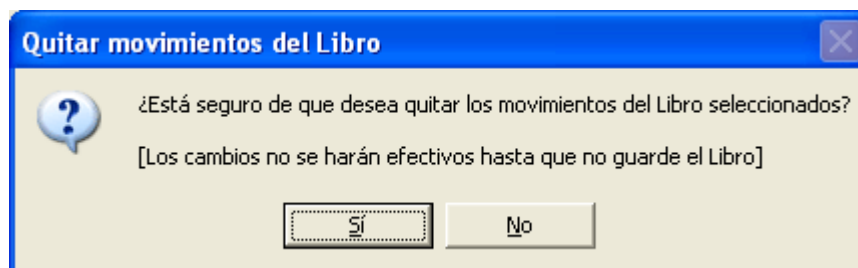 Quitar movimientos del Libro
¿Está seguro de que desea quitar los movimientos del Libro seleccionados?
[Los cambios no se harán efectivos hasta que no guarde el Libro]
Sí
No